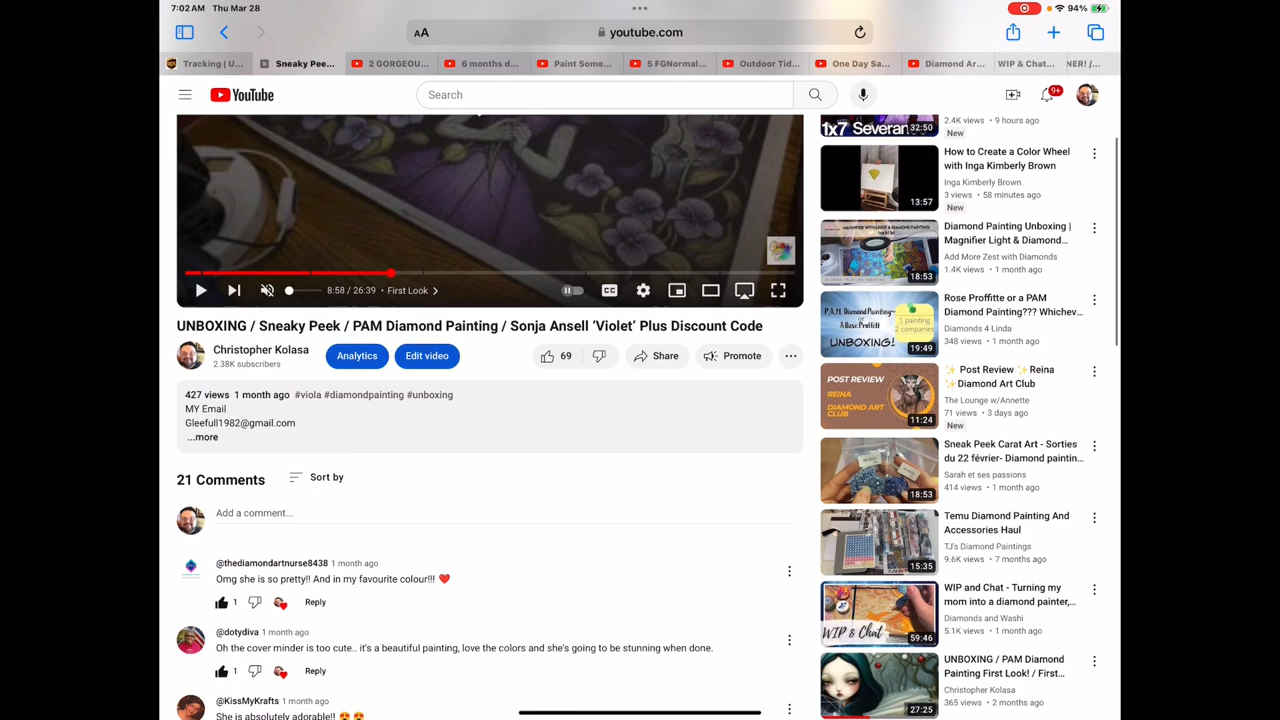 7:02 AM Thu Mar 28
94%
AA
youtube.com
Tracking | U...
Sneaky Pee...
2 GORGEOU...
6 months d...
Paint Some...
5 FGNormal...
Outdoor Tid...
One Day Sa...
Diamond Ar...
WIP & Chat...
NER! /...
YouTube
Search
9+
1x7 Severan
32:50
2.4K views • 9 hours ago
New
How to Create a Color Wheel
with Inga Kimberly Brown
Inga Kimberly Brown
3 views • 58 minutes ago
New
13:57
Diamond Painting Unboxing |
Magnifier Light & Diamond...
Add More Zest with Diamonds
1.4K views • 1 month ago
18:53
8:58 / 26:39 • First Look
CC
UNBOXING / Sneaky Peek / PAM Diamond Painting / Sonja Ansell ‘Violet’ Plus Discount Code
Christopher Kolasa
2.38K subscribers
Analytics
Edit video
69
Share
Promote
427 views 1 month ago #viola #diamondpainting #unboxing
MY Email
Gleefull1982@gmail.com
...more
21 Comments
Sort by
Add a comment...
@thediamondartnurse8438 1 month ago
Omg she is so pretty!! And in my favourite colour!!! ❤️
1
Reply
@dotydiva 1 month ago
Oh the cover minder is too cute.. it's a beautiful painting, love the colors and she's going to be stunning when done.
1
Reply
@KissMyKrafts 1 month ago
She is absolutely adorable!! 😍😍
P.A.M. Diamond Painting
UNBOXING!
1 painting
2 companies
19:49
Rose Proffitte or a PAM
Diamond Painting??? Whichev...
Diamonds 4 Linda
348 views • 1 month ago
POST REVIEW
REINA
DIAMOND ART
CLUB
11:24
✨ Post Review ✨Reina
✨Diamond Art Club
The Lounge w/Annette
71 views • 3 days ago
New
18:53
Sneak Peek Carat Art - Sorties
du 22 février- Diamond paintin...
Sarah et ses passions
414 views • 1 month ago
15:35
Temu Diamond Painting And
Accessories Haul
TJ's Diamond Paintings
9.6K views • 7 months ago
WIP & Chat
59:46
WIP and Chat - Turning my
mom into a diamond painter,...
Diamonds and Washi
5.1K views • 1 month ago
27:25
UNBOXING / PAM Diamond
Painting First Look! / First...
Christopher Kolasa
365 views • 2 months ago